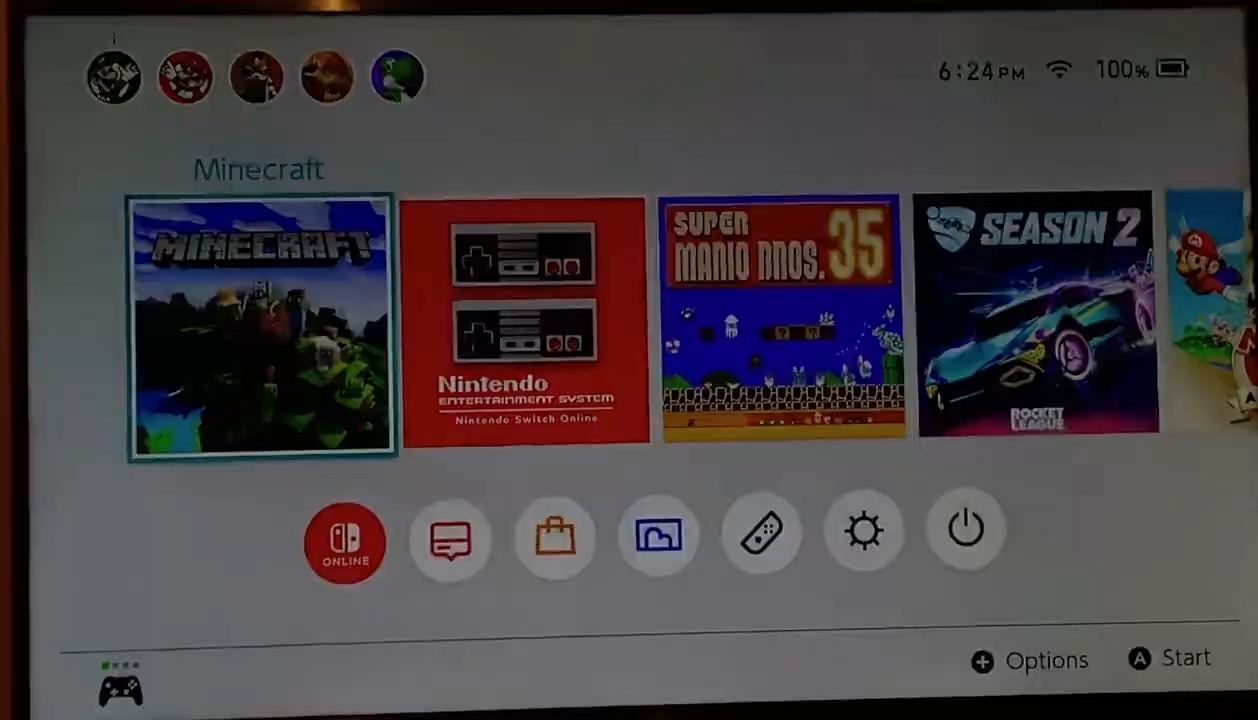 6:24 PM 100%
Minecraft
MINECRAFT
Nintendo
ENTERTAINMENT SYSTEM
Nintendo Switch Online
SUPER
MARIO BROS. 35
SEASON 2
ROCKET
LEAGUE
ONLINE
Options
A Start